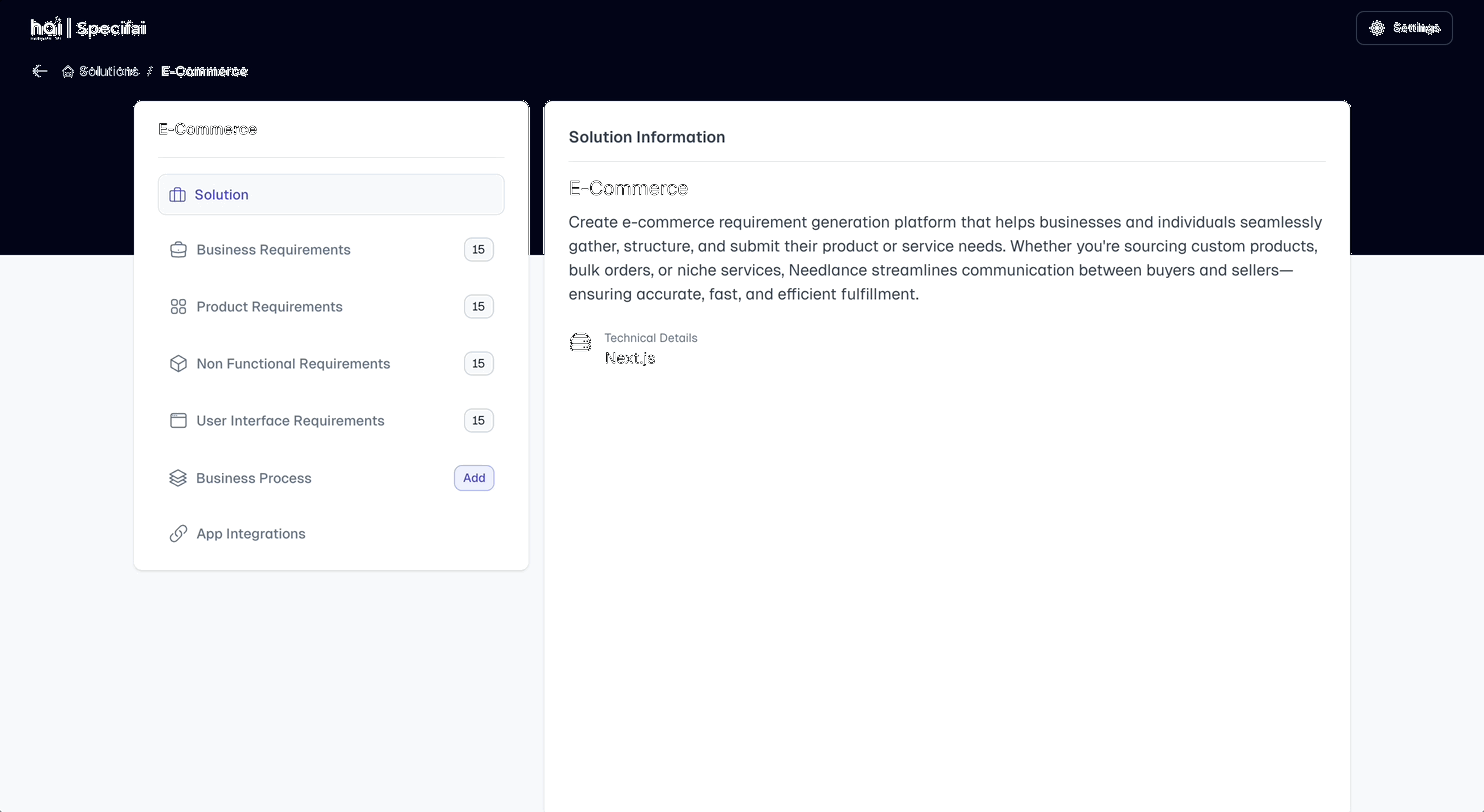 hai | Specifai
Settings
Solutions / E-Commerce
E-Commerce
Solution
Business Requirements 15
Product Requirements 15
Non Functional Requirements 15
User Interface Requirements 15
Business Process Add
App Integrations
Solution Information
E-Commerce
Create e-commerce requirement generation platform that helps businesses and individuals seamlessly
gather, structure, and submit their product or service needs. Whether you're sourcing custom products,
bulk orders, or niche services, Needlance streamlines communication between buyers and sellers—
ensuring accurate, fast, and efficient fulfillment.
Technical Details
Next.js